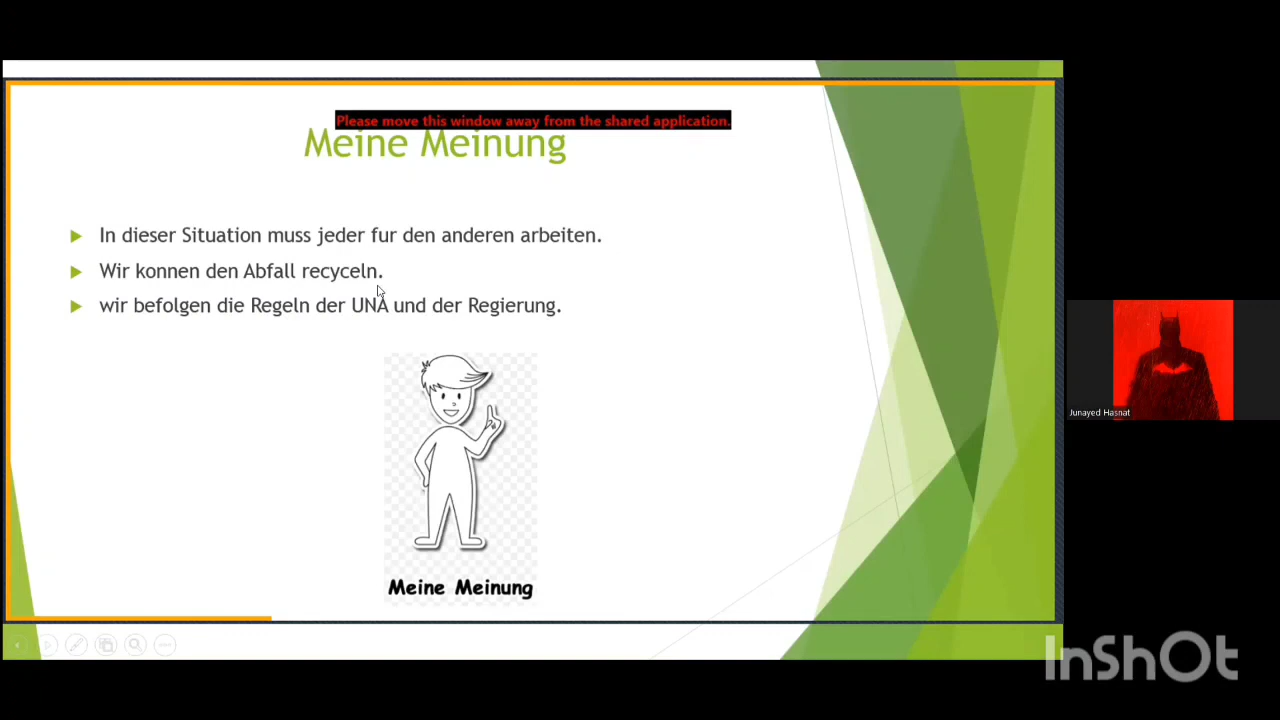 Please move this window away from the shared application.
Meine Meinung
In dieser Situation muss jeder fur den anderen arbeiten.
Wir konnen den Abfall recyceln.
wir befolgen die Regeln der UNA und der Regierung.
Meine Meinung
Junayed Hasnat
InShOt